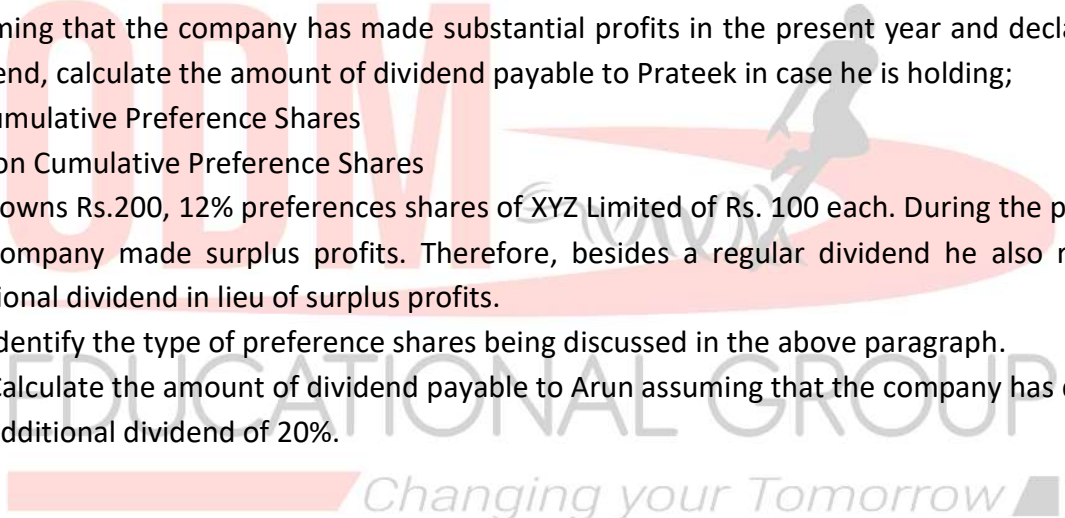 ming that the company has made substantial profits in the present year and decla
end, calculate the amount of dividend payable to Prateek in case he is holding;
umulative Preference Shares
on Cumulative Preference Shares
owns Rs.200, 12% preferences shares of XYZ Limited of Rs. 100 each. During the p
ompany made surplus profits. Therefore, besides a regular dividend he also r
ional dividend in lieu of surplus profits.
dentify the type of preference shares being discussed in the above paragraph.
Calculate the amount of dividend payable to Arun assuming that the company has
dditional dividend of 20%.
ODM
EDUCATIONAL GROUP
Changing your Tomorrow